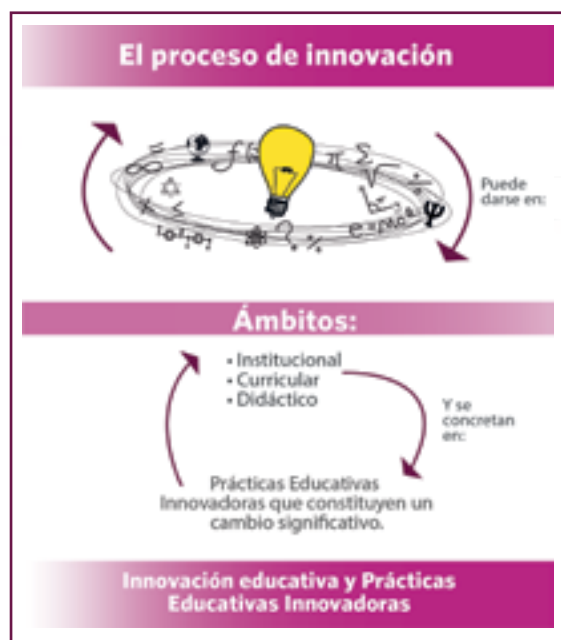 El proceso de innovación
Puede
darse en:
Ámbitos:
• Institucional
• Curricular
• Didáctico
Y se
concretan
en:
Prácticas Educativas
Innovadoras que constituyen un
cambio significativo.
Innovación educativa y Prácticas
Educativas Innovadoras